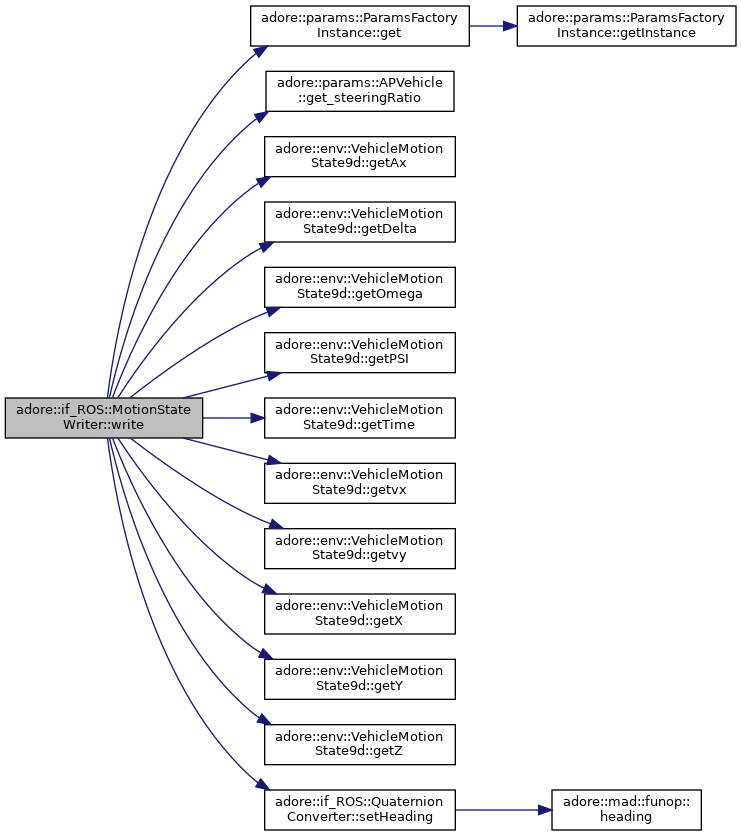 adore::params::ParamsFactory
Instance::get
adore::params::ParamsFactory
Instance::getInstance
adore::params::APVehicle
::get_steeringRatio
adore::env::VehicleMotion
State9d::getAx
adore::env::VehicleMotion
State9d::getDelta
adore::env::VehicleMotion
State9d::getOmega
adore::env::VehicleMotion
State9d::getPSI
adore::if_ROS::MotionState
Writer::write
adore::env::VehicleMotion
State9d::getTime
adore::env::VehicleMotion
State9d::getvx
adore::env::VehicleMotion
State9d::getvy
adore::env::VehicleMotion
State9d::getX
adore::env::VehicleMotion
State9d::getY
adore::env::VehicleMotion
State9d::getZ
adore::if_ROS::Quaternion
Converter::setHeading
adore::mad::funop::
heading